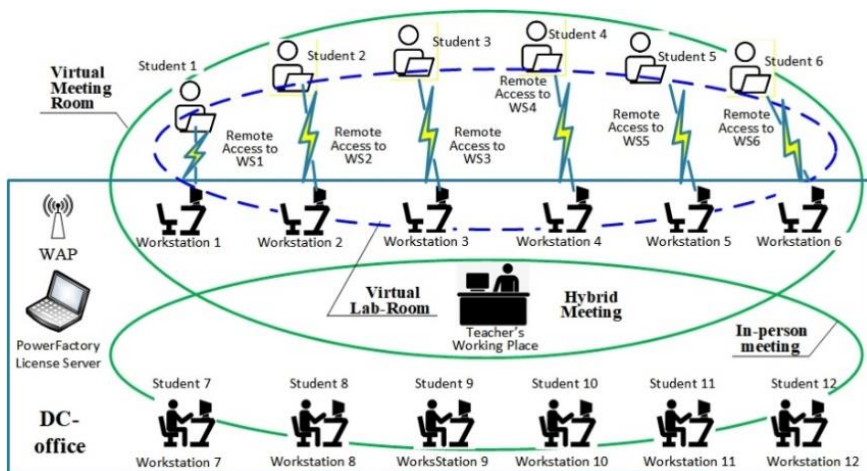 Student 1
Student 2
Student 3
Student 4
Student 5
Student 6
Virtual
Meeting
Room
Remote
Access to
WS1
Remote
Access to
WS2
Remote
Access to
WS3
Remote
Access to
WS4
Remote
Access to
WS5
Remote
Access to
WS6
WAP
Workstation 1
Workstation 2
Workstation 3
Workstation 4
Workstation 5
Workstation 6
PowerFactory
License Server
Virtual
Lab-Room
Teacher's
Working Place
Hybrid
Meeting
In-person
meeting
DC-
office
Student 7
Student 8
Student 9
Student 10
Student 11
Student 12
Workstation 7
Workstation 8
WorksStation 9
Workstation 10
Workstation 11
Workstation 12